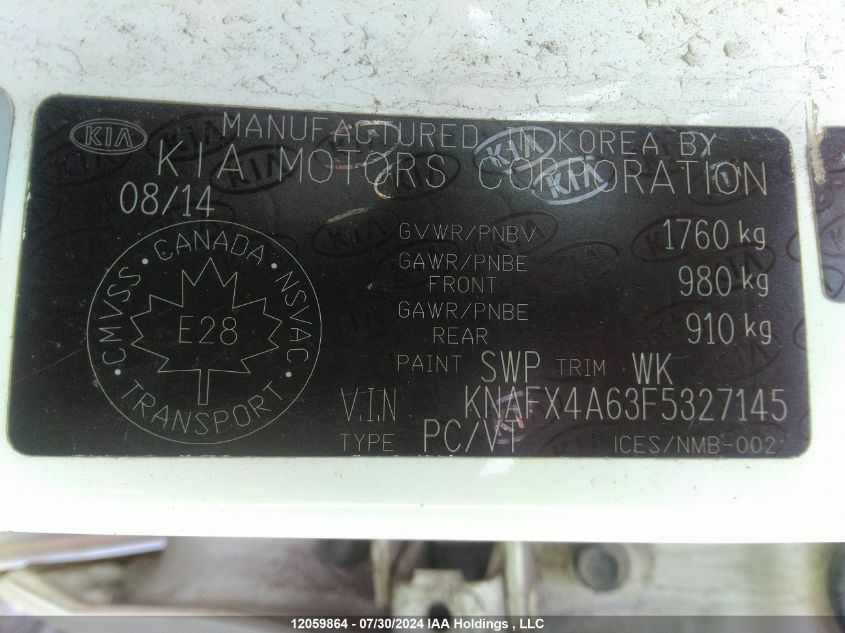 KIA
MANUFACTURED IN KOREA BY
KIA MOTORS CORPORATION
08/14
GVWR/PNBV 1760 kg
GAWR/PNBE FRONT 980 kg
GAWR/PNBE REAR 910 kg
CANADA · NSVAC · TRANSPORT · CMVSS ·
E28
PAINT SWP TRIM WK
V.I.N KNAFX4A63F5327145
TYPE PC/VT ICES/NMB-002
12059864 - 07/30/2024 IAA Holdings , LLC